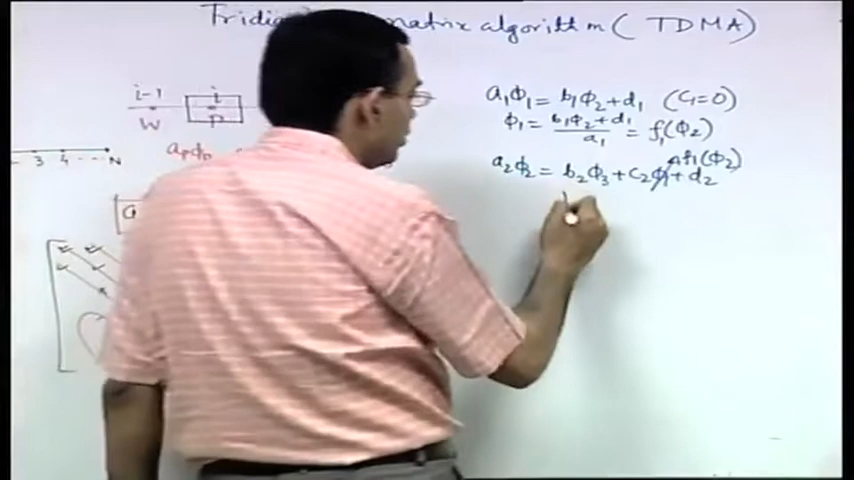 matrix algorithm ( TDMA )
i-1 i
W P
a₁φ₁ = b₁φ₂ + d₁ (C₁=0)
φ₁ = b₁φ₂ + d₁ / a₁ = f₁(φ₂)
f₁(φ₂)
a₂φ₂ = b₂φ₃ + C₂φ₁ + d₂
3 4 ... N